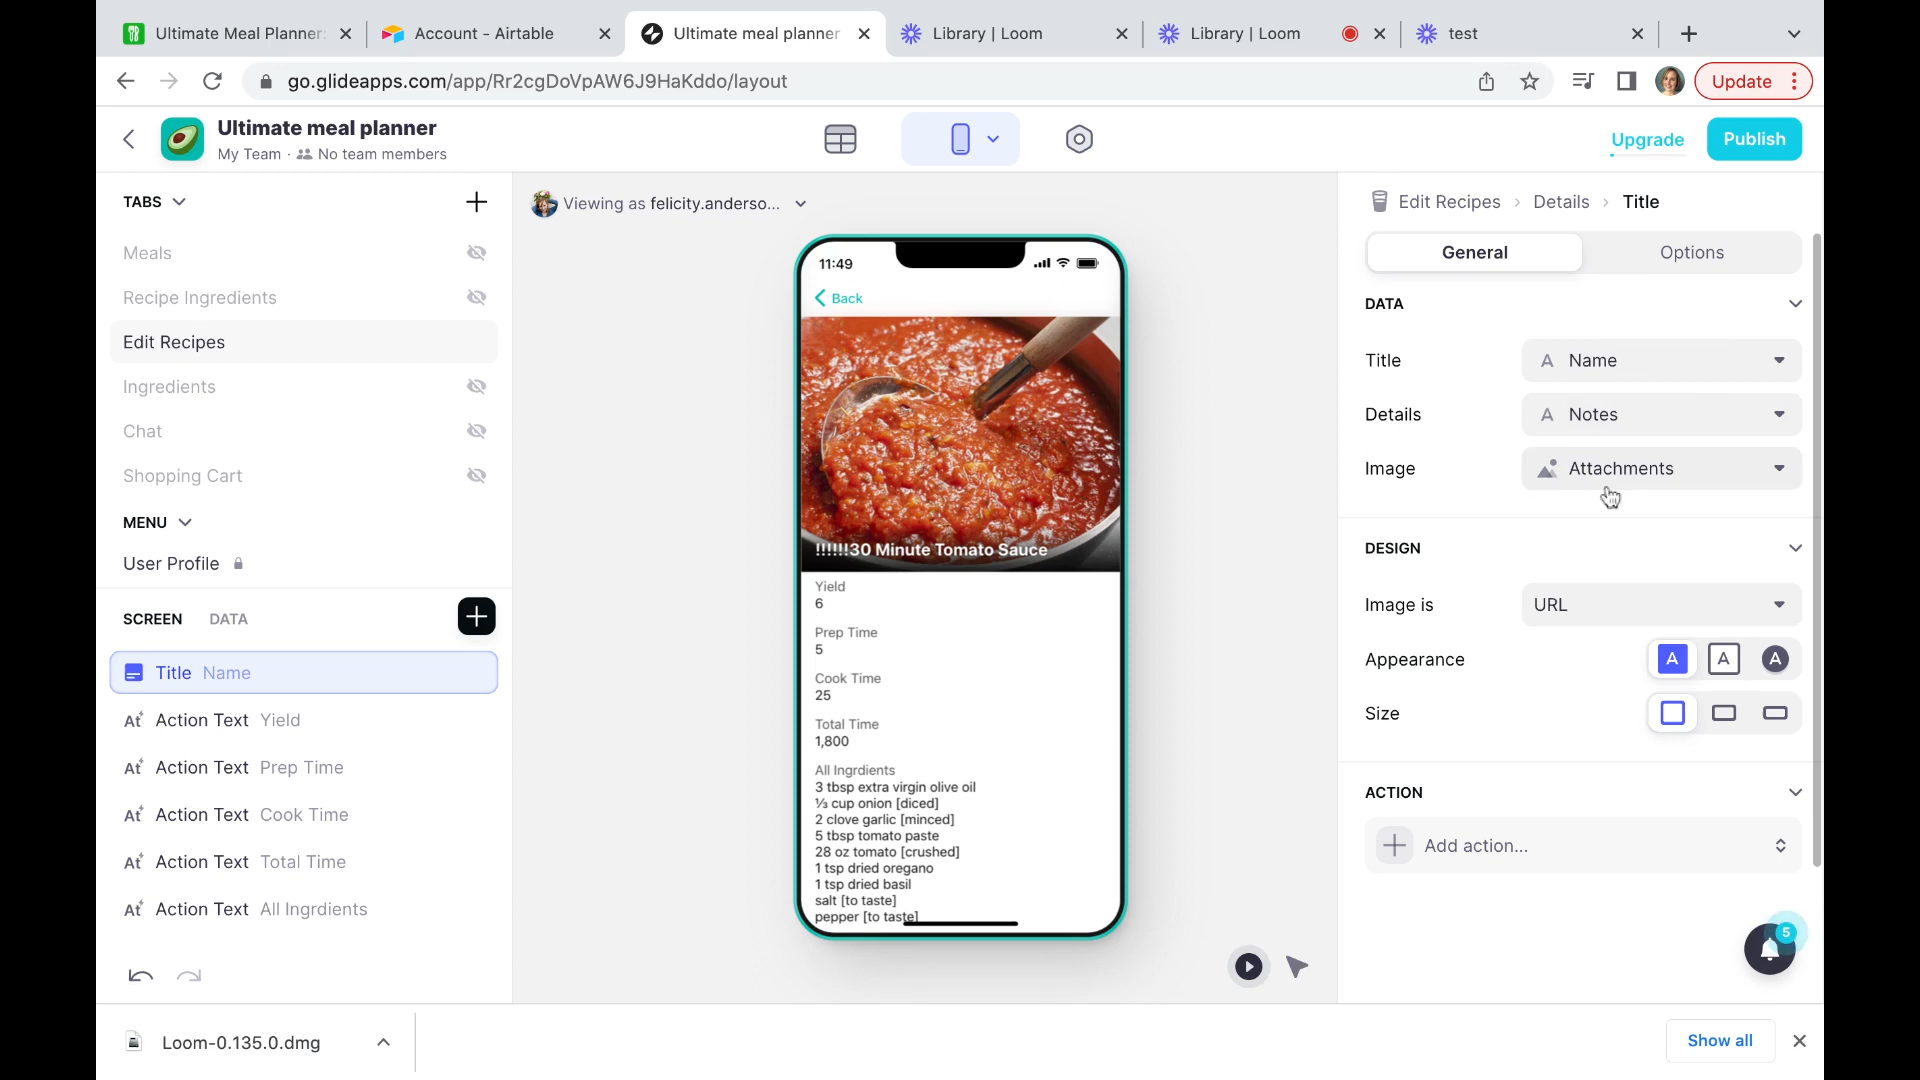 Ultimate Meal Planner:
Account - Airtable
Ultimate meal planner
Library | Loom
Library | Loom
test
go.glideapps.com/app/Rr2cgDoVpAW6J9HaKddo/layout
Update
Ultimate meal planner
My Team · No team members
Upgrade
Publish
TABS
Meals
Recipe Ingredients
Edit Recipes
Ingredients
Chat
Shopping Cart
MENU
User Profile
SCREEN DATA
Title Name
Action Text Yield
Action Text Prep Time
Action Text Cook Time
Action Text Total Time
Action Text All Ingrdients
Viewing as felicity.anderso...
11:49
Back
!!!!!!30 Minute Tomato Sauce
Yield
6
Prep Time
5
Cook Time
25
Total Time
1,800
All Ingrdients
3 tbsp extra virgin olive oil
⅓ cup onion [diced]
2 clove garlic [minced]
5 tbsp tomato paste
28 oz tomato [crushed]
1 tsp dried oregano
1 tsp dried basil
salt [to taste]
pepper [to taste]
Edit Recipes > Details > Title
General Options
DATA
Title A Name
Details A Notes
Image Attachments
DESIGN
Image is URL
Appearance A A A
Size
ACTION
Add action...
5
Loom-0.135.0.dmg
Show all